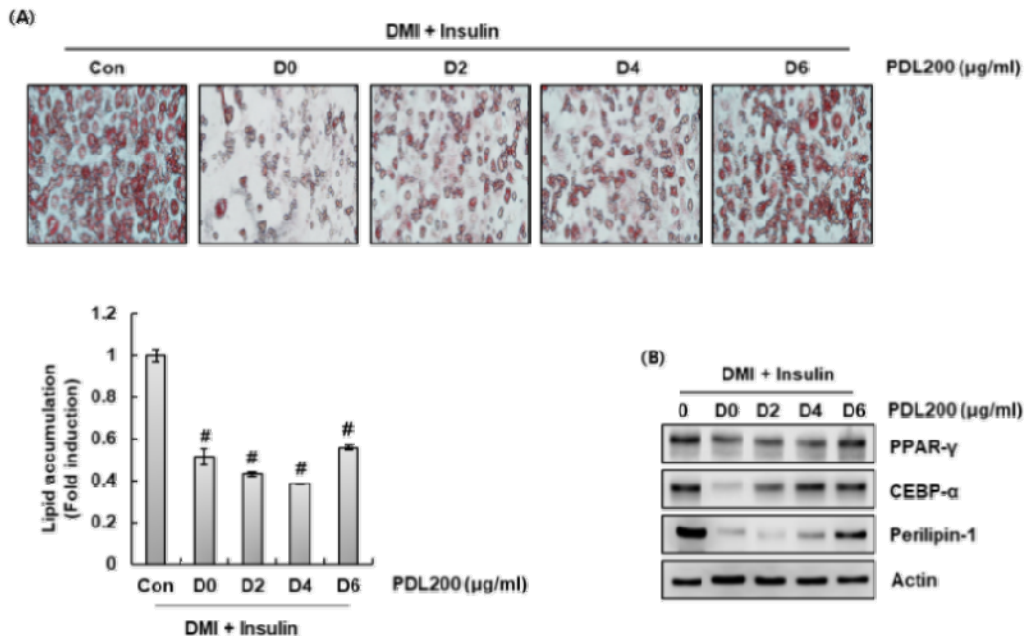 (A)
DMI + Insulin
Con D0 D2 D4 D6 PDL200 (μg/ml)
1.2
1
0.8
0.6
0.4
0.2
0
Lipid accumulation
(Fold induction)
# # # #
Con D0 D2 D4 D6 PDL200 (μg/ml)
DMI + Insulin
(B)
DMI + Insulin
0 D0 D2 D4 D6 PDL200 (μg/ml)
PPAR-γ
CEBP-α
Perilipin-1
Actin